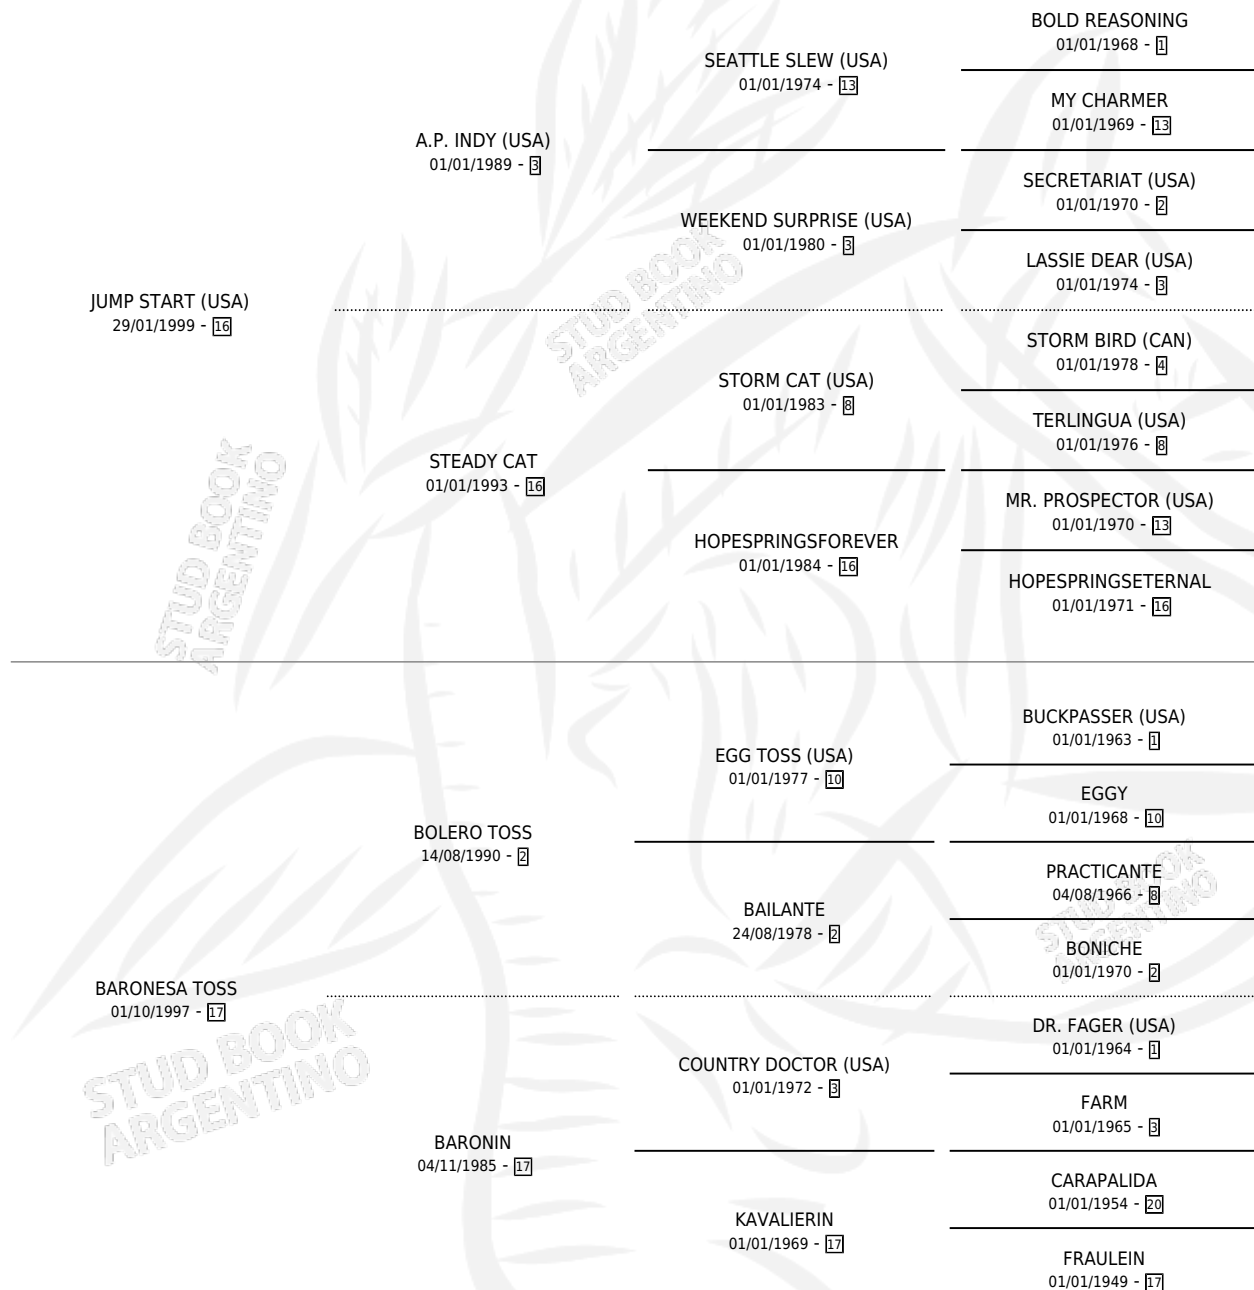 BOLD REASONING
01/01/1968 - 1
SEATTLE SLEW (USA)
01/01/1974 - 13
MY CHARMER
01/01/1969 - 13
A.P. INDY (USA)
01/01/1989 - 3
SECRETARIAT (USA)
01/01/1970 - 2
WEEKEND SURPRISE (USA)
01/01/1980 - 3
LASSIE DEAR (USA)
01/01/1974 - 3
JUMP START (USA)
29/01/1999 - 16
STORM BIRD (CAN)
01/01/1978 - 4
STORM CAT (USA)
01/01/1983 - 8
TERLINGUA (USA)
01/01/1976 - 8
STEADY CAT
01/01/1993 - 16
MR. PROSPECTOR (USA)
01/01/1970 - 13
HOPESPRINGSFOREVER
01/01/1984 - 16
HOPESPRINGSETERNAL
01/01/1971 - 16
BUCKPASSER (USA)
01/01/1963 - 1
EGG TOSS (USA)
01/01/1977 - 10
EGGY
01/01/1968 - 10
BOLERO TOSS
14/08/1990 - 2
PRACTICANTE
04/08/1966 - 8
BAILANTE
24/08/1978 - 2
BONICHE
01/01/1970 - 2
BARONESA TOSS
01/10/1997 - 17
DR. FAGER (USA)
01/01/1964 - 1
COUNTRY DOCTOR (USA)
01/01/1972 - 3
FARM
01/01/1965 - 3
BARONIN
04/11/1985 - 17
CARAPALIDA
01/01/1954 - 20
KAVALIERIN
01/01/1969 - 17
FRAULEIN
01/01/1949 - 17
STUD BOOK
ARGENTINO
STUD BOOK
ARGENTINO
STUD BOOK
ARGENTINO
STUD BOOK
ARGENTINO